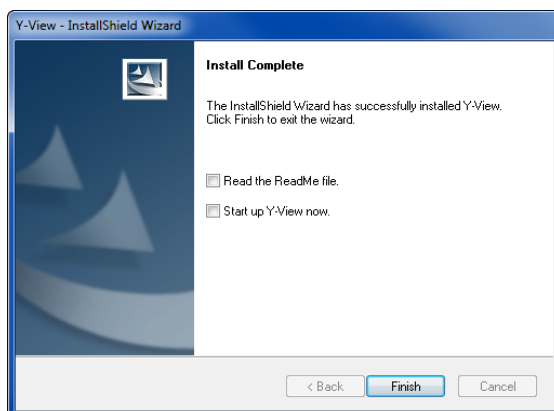 Y-View - InstallShield Wizard
Install Complete
The InstallShield Wizard has successfully installed Y-View.
Click Finish to exit the wizard.
Read the ReadMe file.
Start up Y-View now.
< Back
Finish
Cancel